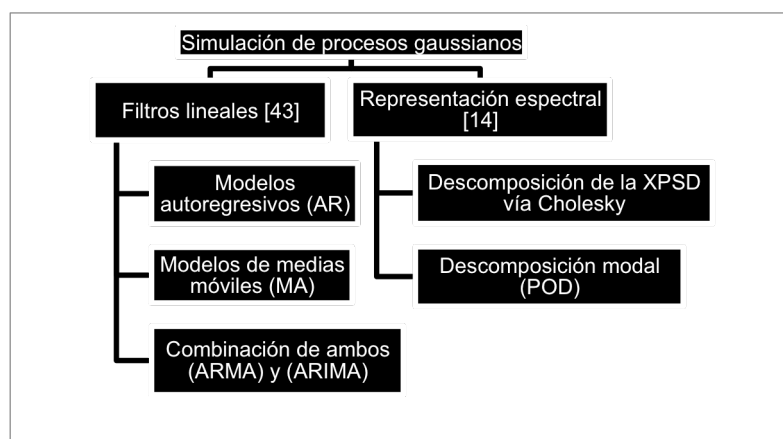 Simulación de procesos gaussianos
Filtros lineales [43]
Representación espectral
[14]
Modelos
autoregresivos (AR)
Modelos de medias
móviles (MA)
Combinación de ambos
(ARMA) y (ARIMA)
Descomposición de la XPSD
vía Cholesky
Descomposición modal
(POD)